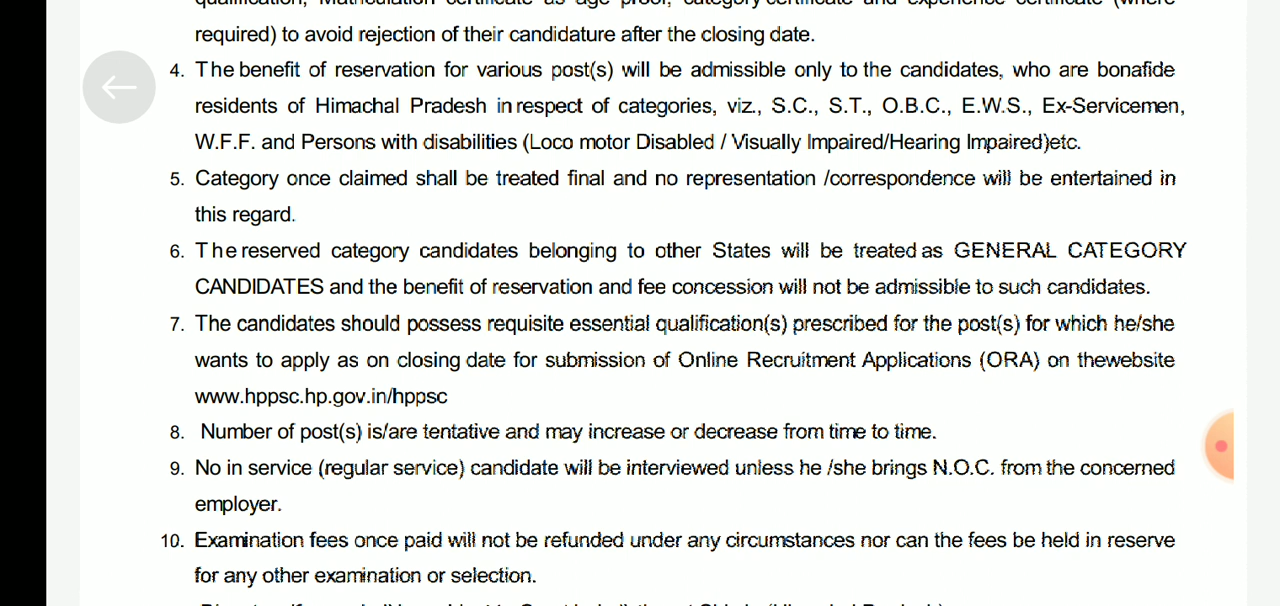 required) to avoid rejection of their candidature after the closing date.
4. The benefit of reservation for various post(s) will be admissible only to the candidates, who are bonafide
residents of Himachal Pradesh in respect of categories, viz., S.C., S.T., O.B.C., E.W.S., Ex-Servicemen,
W.F.F. and Persons with disabilities (Loco motor Disabled / Visually Impaired/Hearing Impaired)etc.
5. Category once claimed shall be treated final and no representation /correspondence will be entertained in
this regard.
6. The reserved category candidates belonging to other States will be treated as GENERAL CATEGORY
CANDIDATES and the benefit of reservation and fee concession will not be admissible to such candidates.
7. The candidates should possess requisite essential qualification(s) prescribed for the post(s) for which he/she
wants to apply as on closing date for submission of Online Recruitment Applications (ORA) on thewebsite
www.hppsc.hp.gov.in/hppsc
8. Number of post(s) is/are tentative and may increase or decrease from time to time.
9. No in service (regular service) candidate will be interviewed unless he /she brings N.O.C. from the concerned
employer.
10. Examination fees once paid will not be refunded under any circumstances nor can the fees be held in reserve
for any other examination or selection.